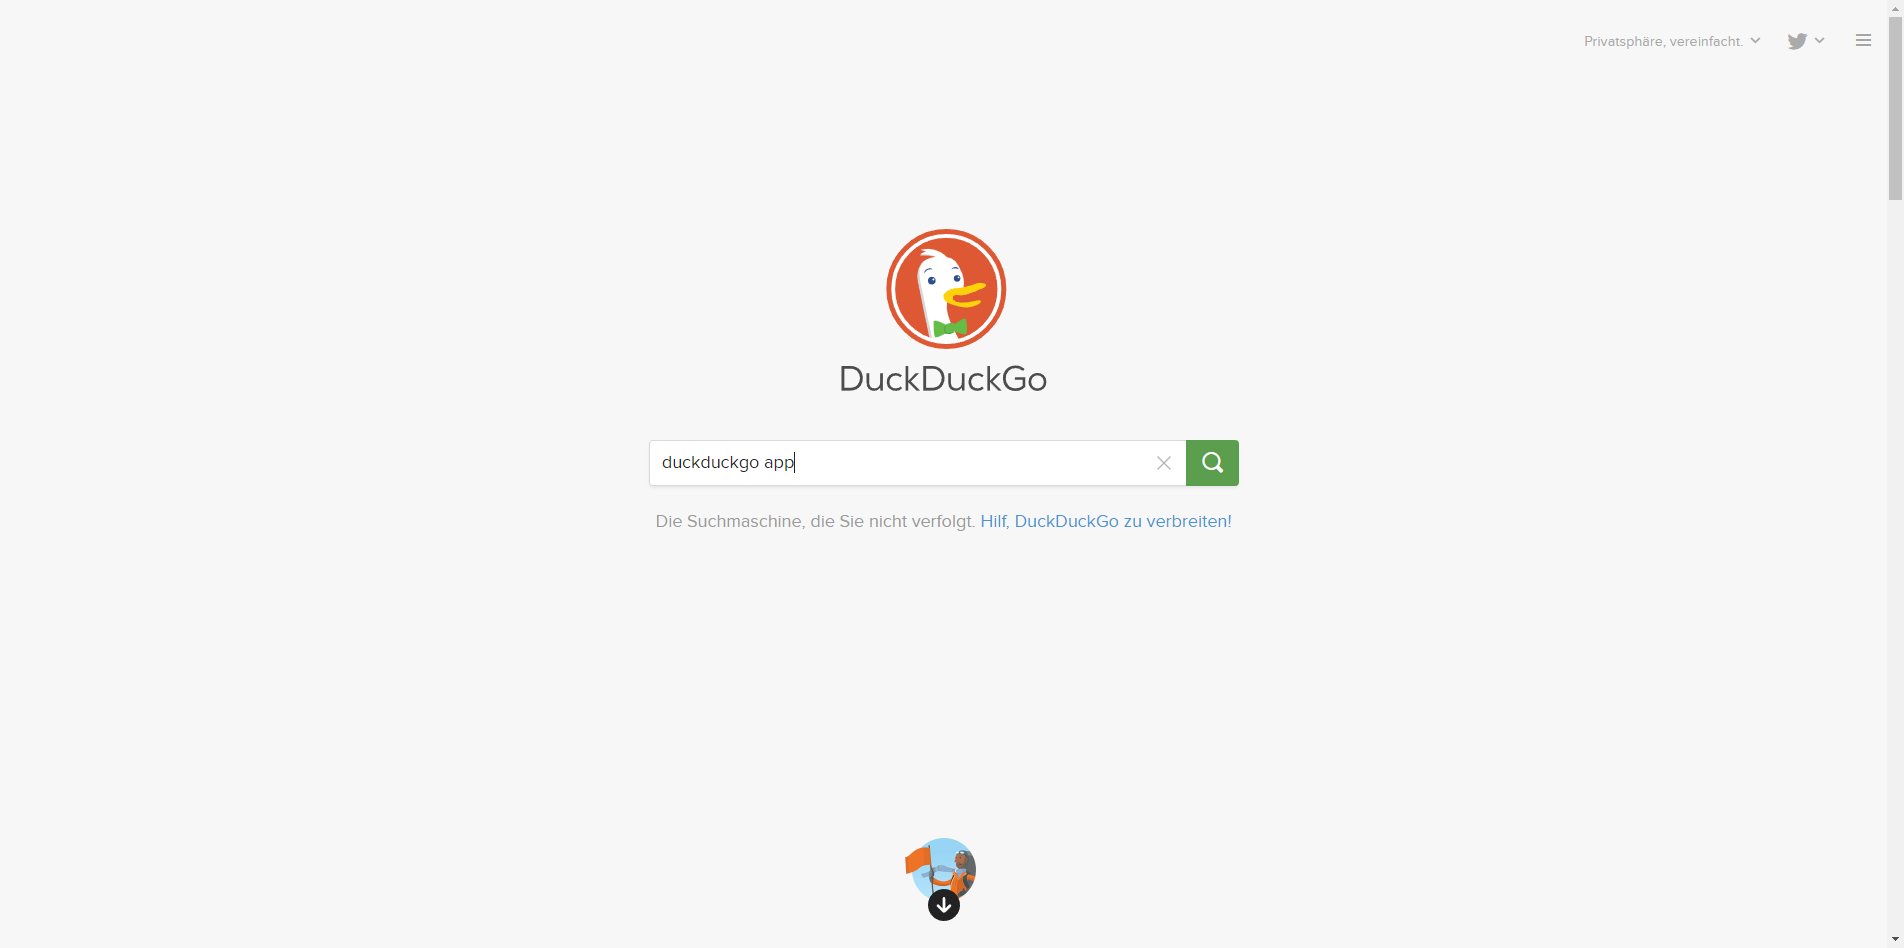 Privatsphäre, vereinfacht.
DuckDuckGo
duckduckgo app
Die Suchmaschine, die Sie nicht verfolgt. Hilf, DuckDuckGo zu verbreiten!